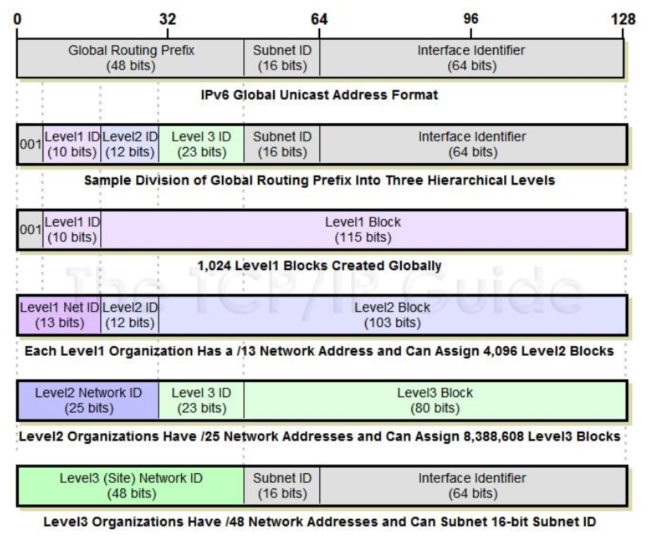 0 32 64 96 128
Global Routing Prefix Subnet ID Interface Identifier
(48 bits) (16 bits) (64 bits)
IPv6 Global Unicast Address Format
001 Level1 ID Level2 ID Level 3 ID Subnet ID Interface Identifier
(10 bits) (12 bits) (23 bits) (16 bits) (64 bits)
Sample Division of Global Routing Prefix Into Three Hierarchical Levels
001 Level1 ID Level1 Block
(10 bits) (115 bits)
1,024 Level1 Blocks Created Globally
The TCP/IP Guide
Level1 Net ID Level2 ID Level2 Block
(13 bits) (12 bits) (103 bits)
Each Level1 Organization Has a /13 Network Address and Can Assign 4,096 Level2 Blocks
Level2 Network ID Level 3 ID Level3 Block
(25 bits) (23 bits) (80 bits)
Level2 Organizations Have /25 Network Addresses and Can Assign 8,388,608 Level3 Blocks
Level3 (Site) Network ID Subnet ID Interface Identifier
(48 bits) (16 bits) (64 bits)
Level3 Organizations Have /48 Network Addresses and Can Subnet 16-bit Subnet ID